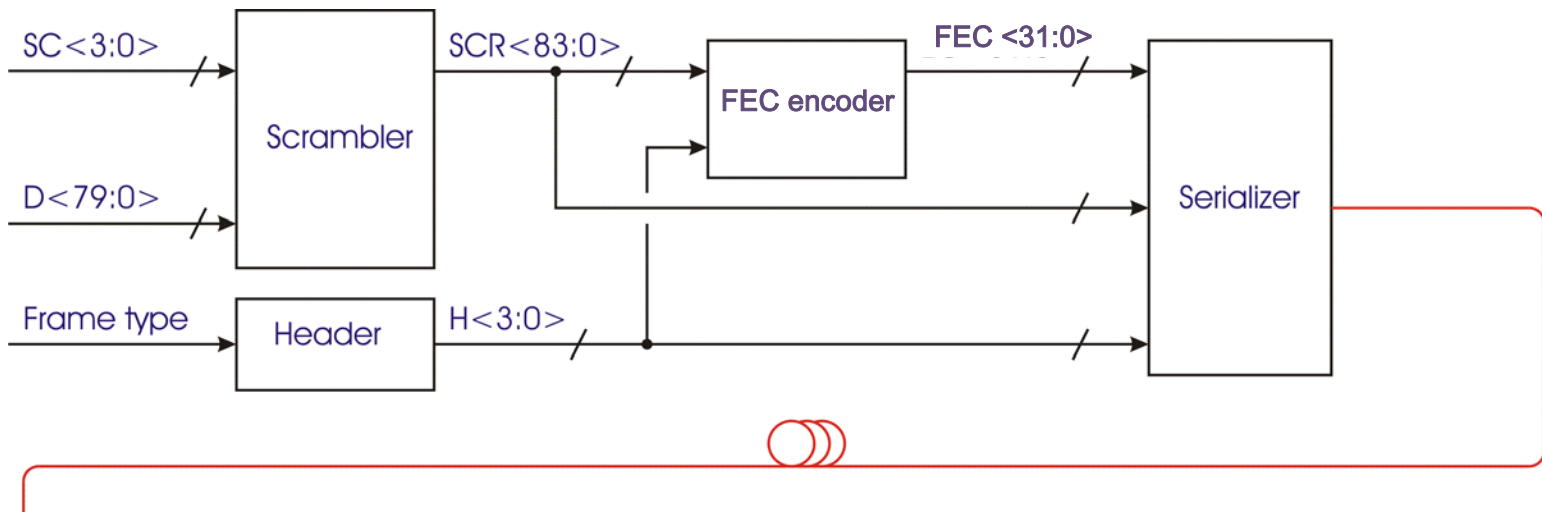 SC<3:0>
SCR<83:0>
FEC <31:0>
FEC encoder
Scrambler
D<79:0>
Serializer
Frame type
Header
H<3:0>